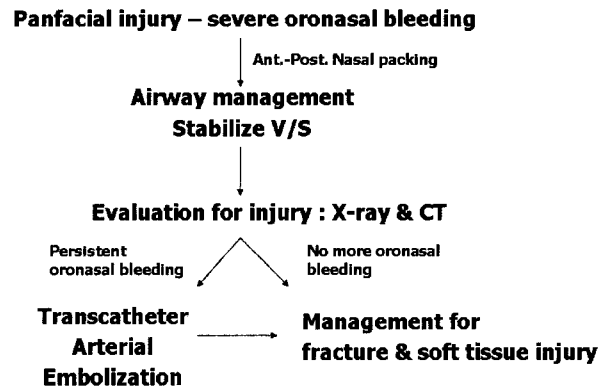 Panfacial injury – severe oronasal bleeding
Ant.-Post. Nasal packing
Airway management
Stabilize V/S
Evaluation for injury : X-ray & CT
Persistent
oronasal bleeding
No more oronasal
bleeding
Transcatheter
Arterial
Embolization
Management for
fracture & soft tissue injury